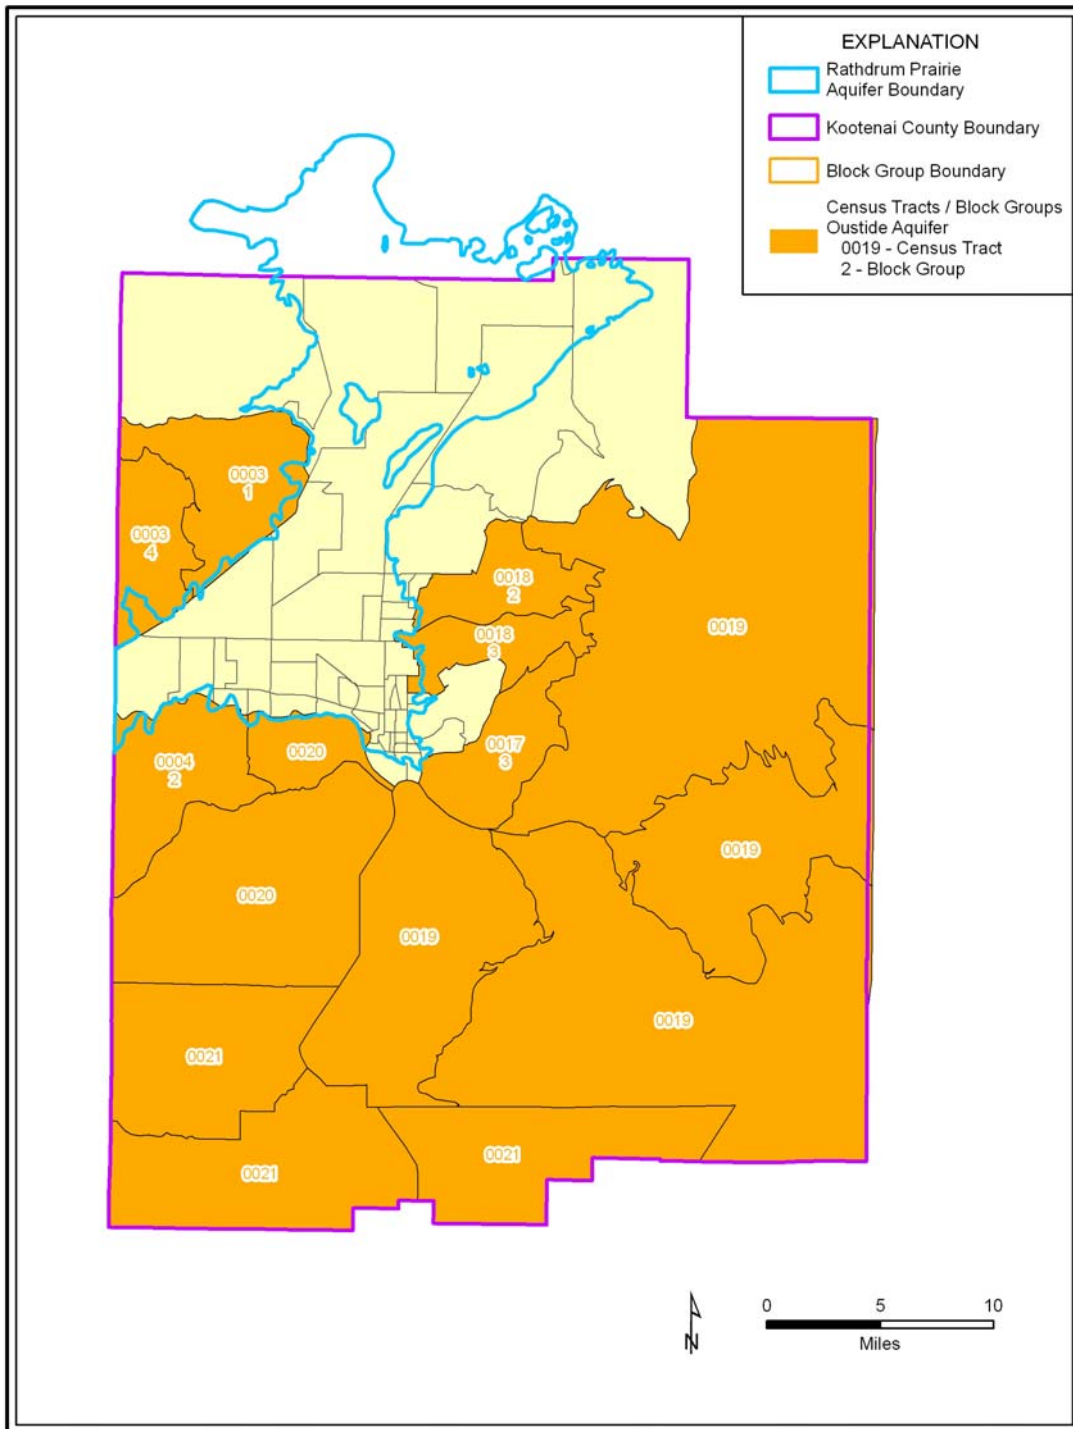 EXPLANATION
Rathdrum Prairie
Aquifer Boundary
Kootenai County Boundary
Block Group Boundary
Census Tracts / Block Groups
Oustide Aquifer
0019 - Census Tract
2 - Block Group
0003
1
0003
4
0018
2
0018
3
0019
0017
3
0020
0004
2
0019
0020
0019
0019
0021
0021
0021
N
0 5 10
Miles